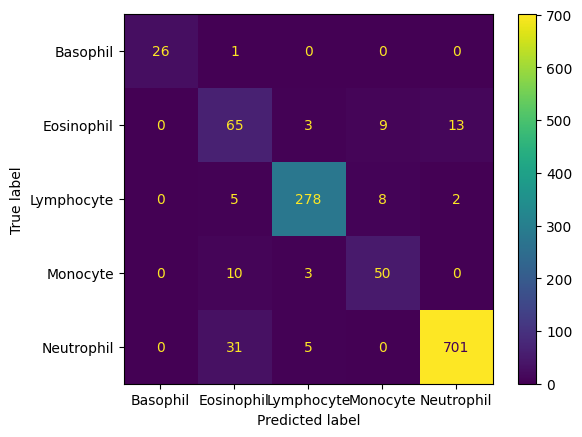 True label
Basophil 26 1 0 0 0
Eosinophil 0 65 3 9 13
Lymphocyte 0 5 278 8 2
Monocyte 0 10 3 50 0
Neutrophil 0 31 5 0 701
Basophil Eosinophil Lymphocyte Monocyte Neutrophil
Predicted label
700
600
500
400
300
200
100
0